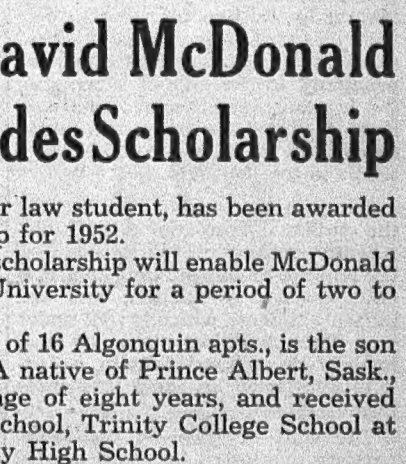 avid McDonald
des Scholarship
r law student, has been awarded
p for 1952.
cholarship will enable McDonald
University for a period of two to
of 16 Algonquin apts., is the son
A native of Prince Albert, Sask.,
age of eight years, and received
chool, Trinity College School at
y High School.